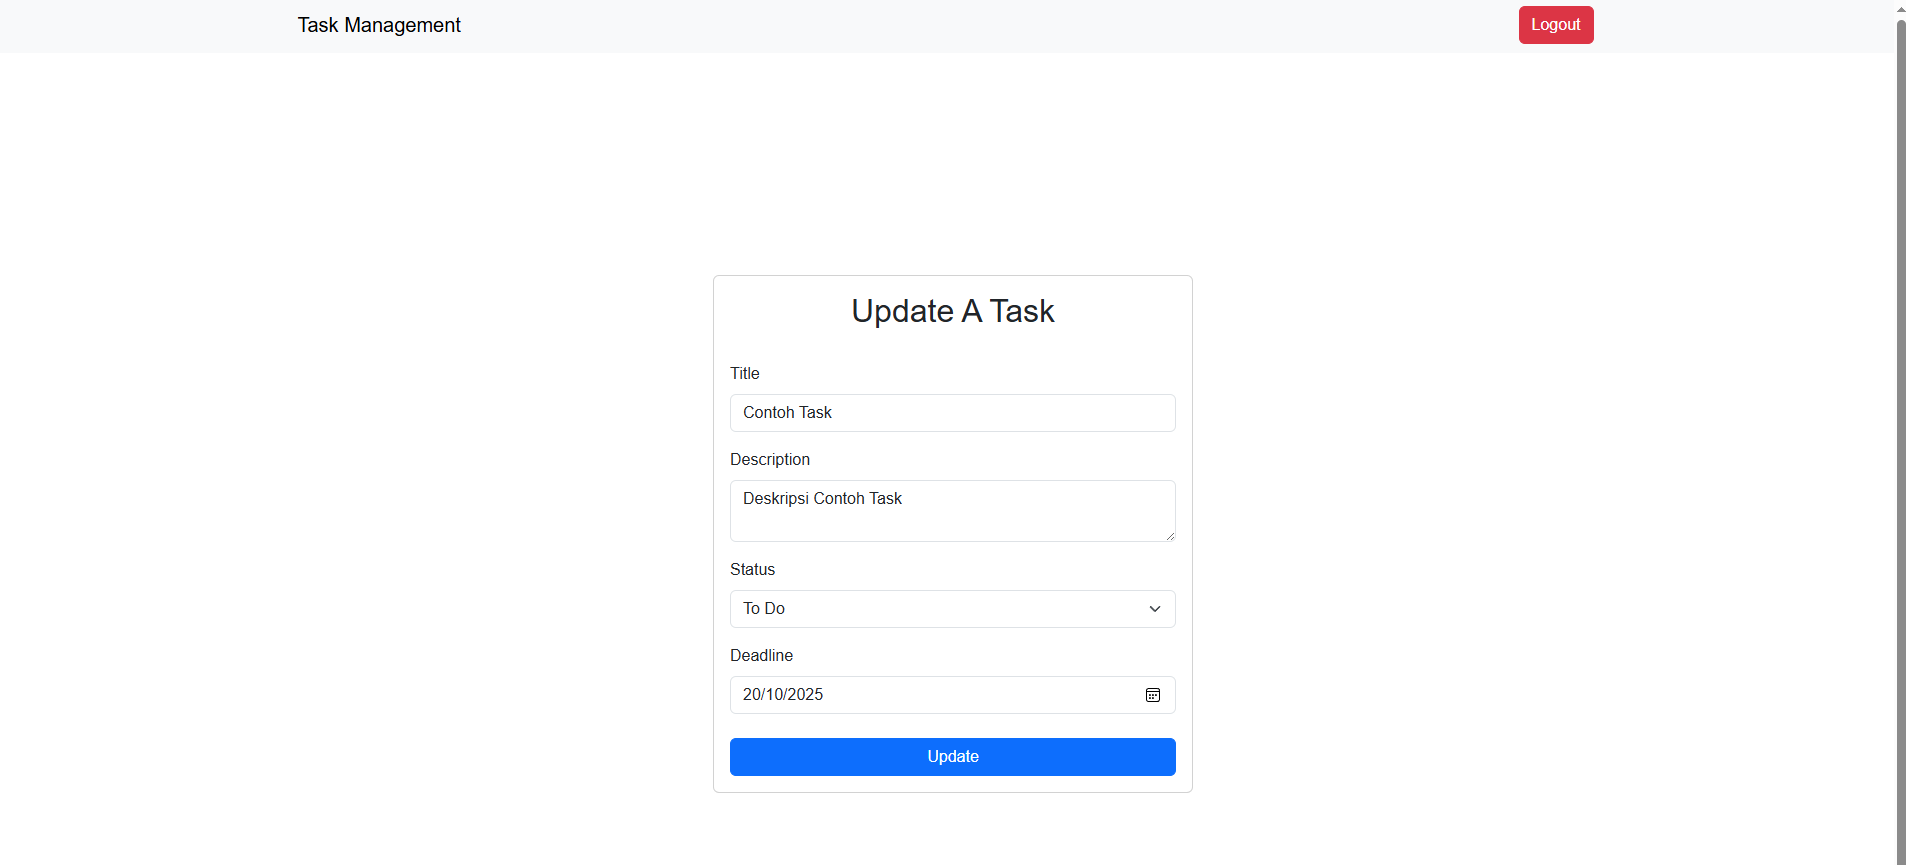 Task Management
Logout
Update A Task
Title
Contoh Task
Description
Deskripsi Contoh Task
Status
To Do
Deadline
20/10/2025
Update